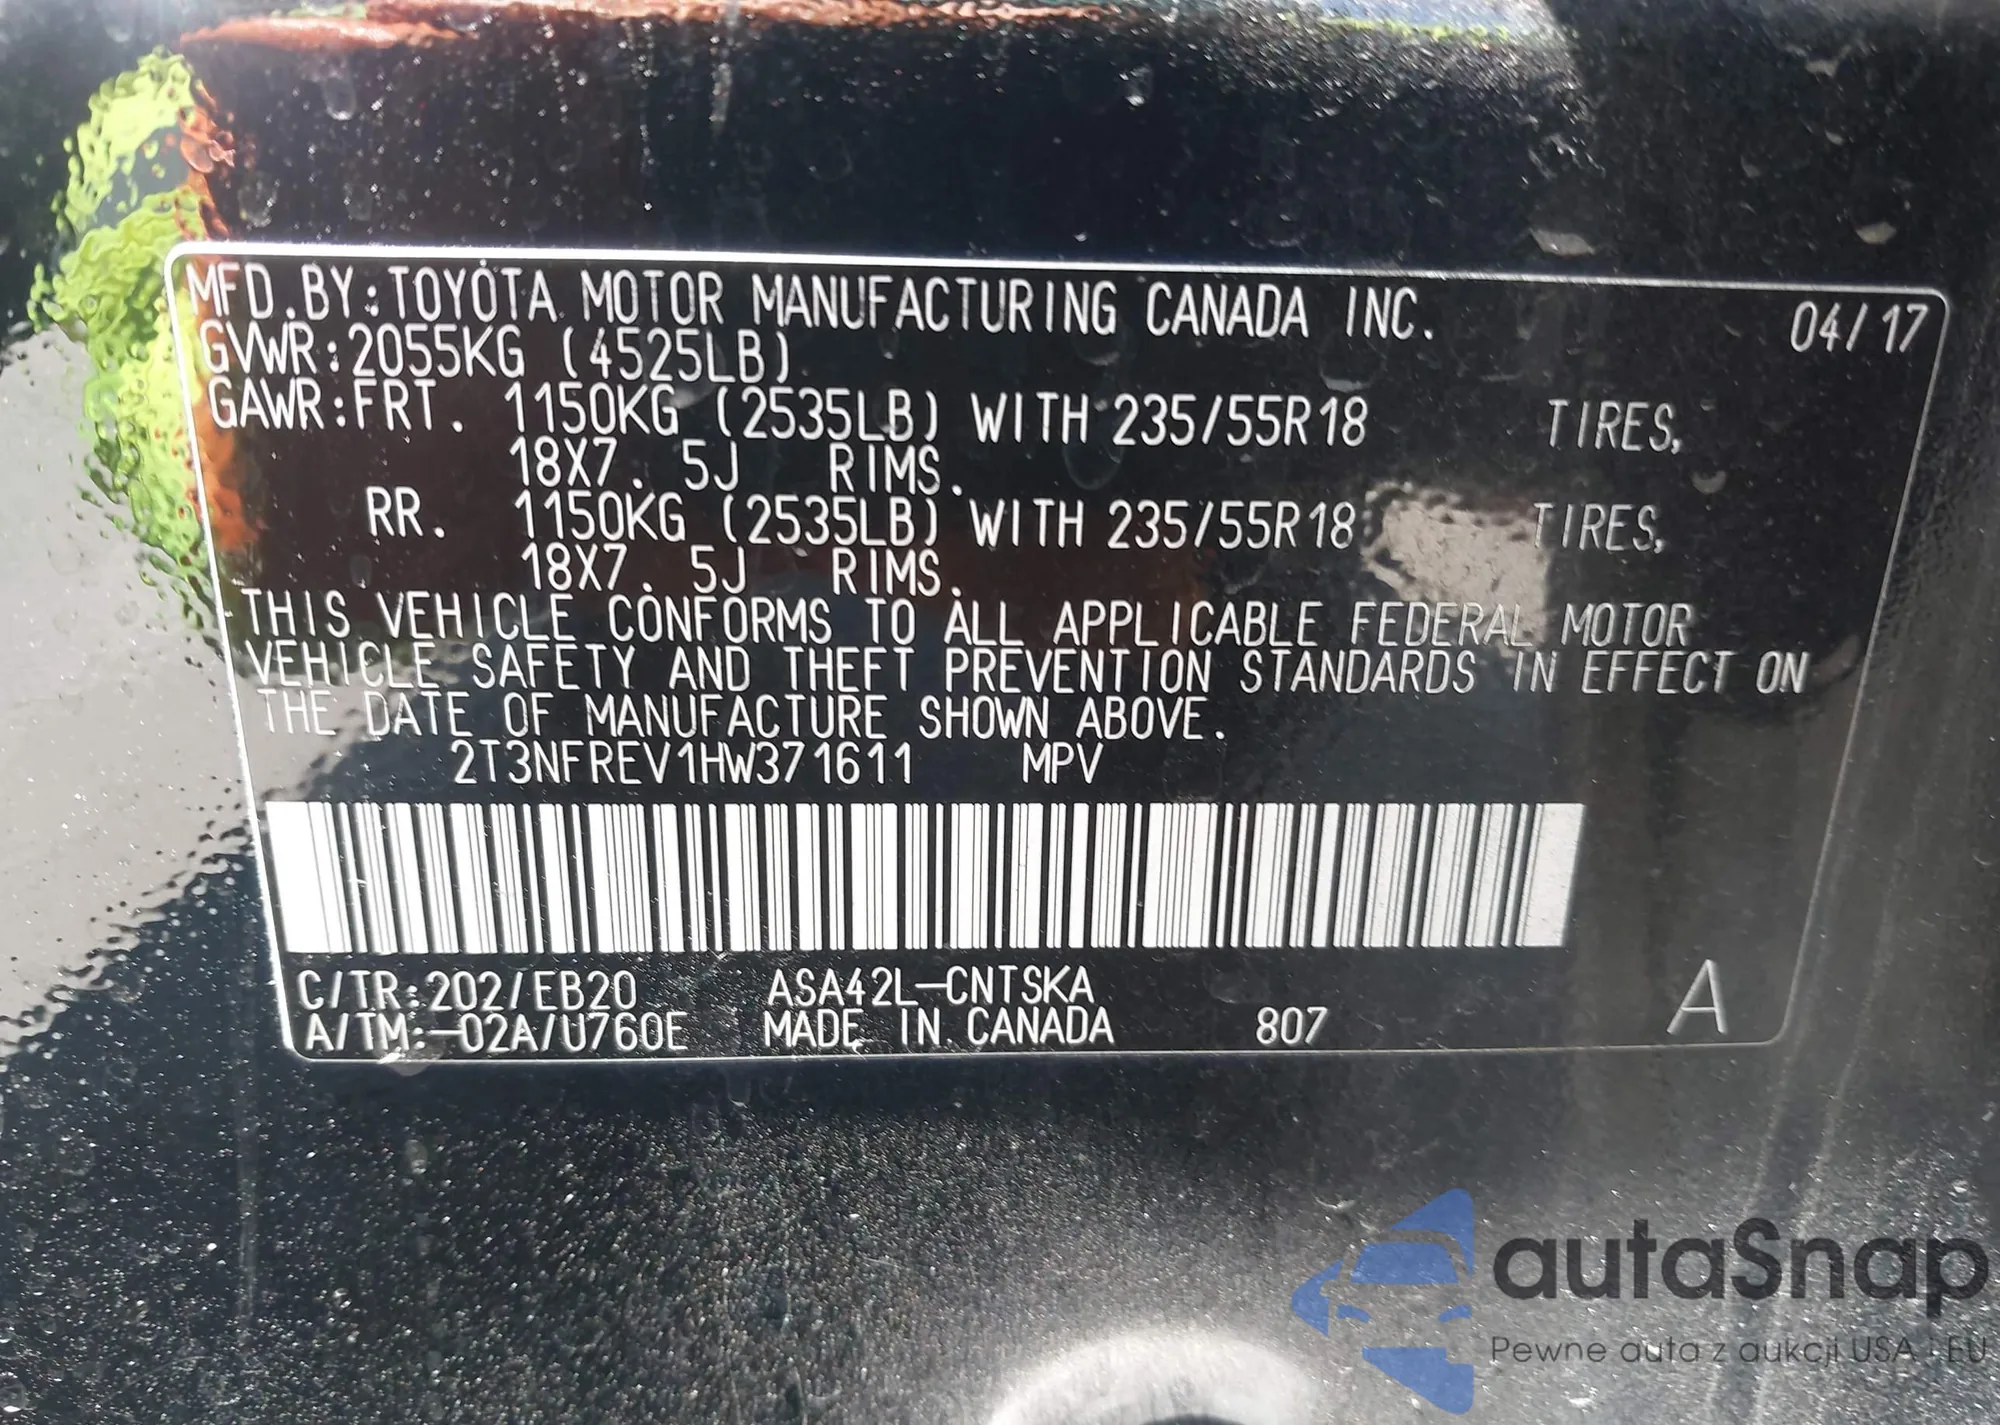 MFD.BY:TOYOTA MOTOR MANUFACTURING CANADA INC. 04/17
GVWR:2055KG (4525LB)
GAWR:FRT. 1150KG (2535LB) WITH 235/55R18 TIRES,
18X7.5J RIMS.
RR. 1150KG (2535LB) WITH 235/55R18 TIRES,
18X7.5J RIMS.
THIS VEHICLE CONFORMS TO ALL APPLICABLE FEDERAL MOTOR
VEHICLE SAFETY AND THEFT PREVENTION STANDARDS IN EFFECT ON
THE DATE OF MANUFACTURE SHOWN ABOVE.
2T3NFREV1HW371611 MPV
C/TR:202/EB20 ASA42L-CNTSKA
A/TM:-02A/U760E MADE IN CANADA 807 A
autaSnap
Pewne auta z aukcji USA i EU